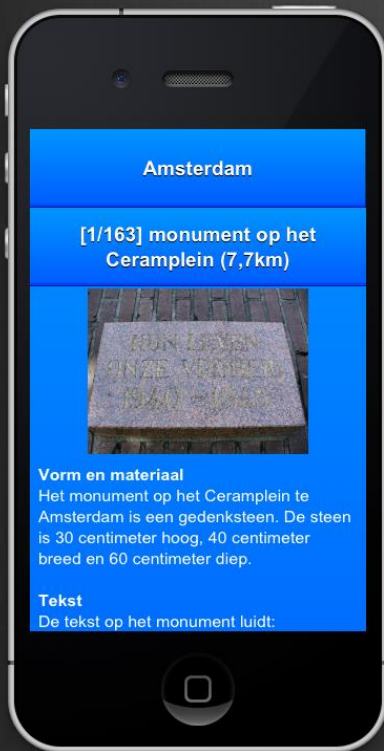 Amsterdam
[1/163] monument op het
Ceramplein (7,7km)
HUN LEVEN
ONZE VRIJHEID
1940 - 1945
Vorm en materiaal
Het monument op het Ceramplein te
Amsterdam is een gedenksteen. De steen
is 30 centimeter hoog, 40 centimeter
breed en 60 centimeter diep.
Tekst
De tekst op het monument luidt: